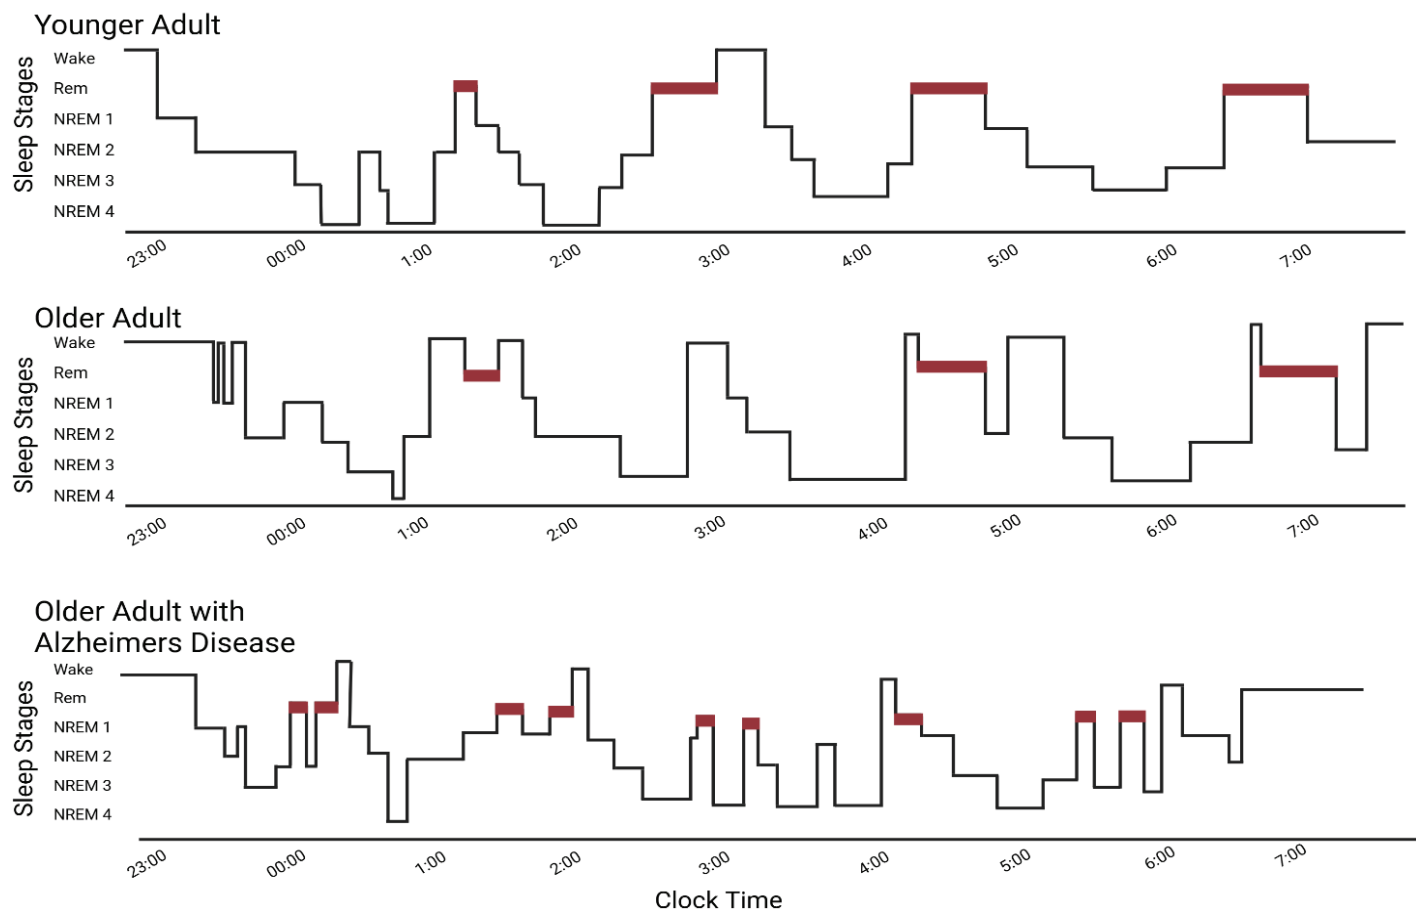 Younger Adult
Sleep Stages
Wake
Rem
NREM 1
NREM 2
NREM 3
NREM 4
23:00 00:00 1:00 2:00 3:00 4:00 5:00 6:00 7:00
Older Adult
Sleep Stages
Wake
Rem
NREM 1
NREM 2
NREM 3
NREM 4
23:00 00:00 1:00 2:00 3:00 4:00 5:00 6:00 7:00
Older Adult with
Alzheimers Disease
Sleep Stages
Wake
Rem
NREM 1
NREM 2
NREM 3
NREM 4
23:00 00:00 1:00 2:00 3:00 4:00 5:00 6:00 7:00
Clock Time